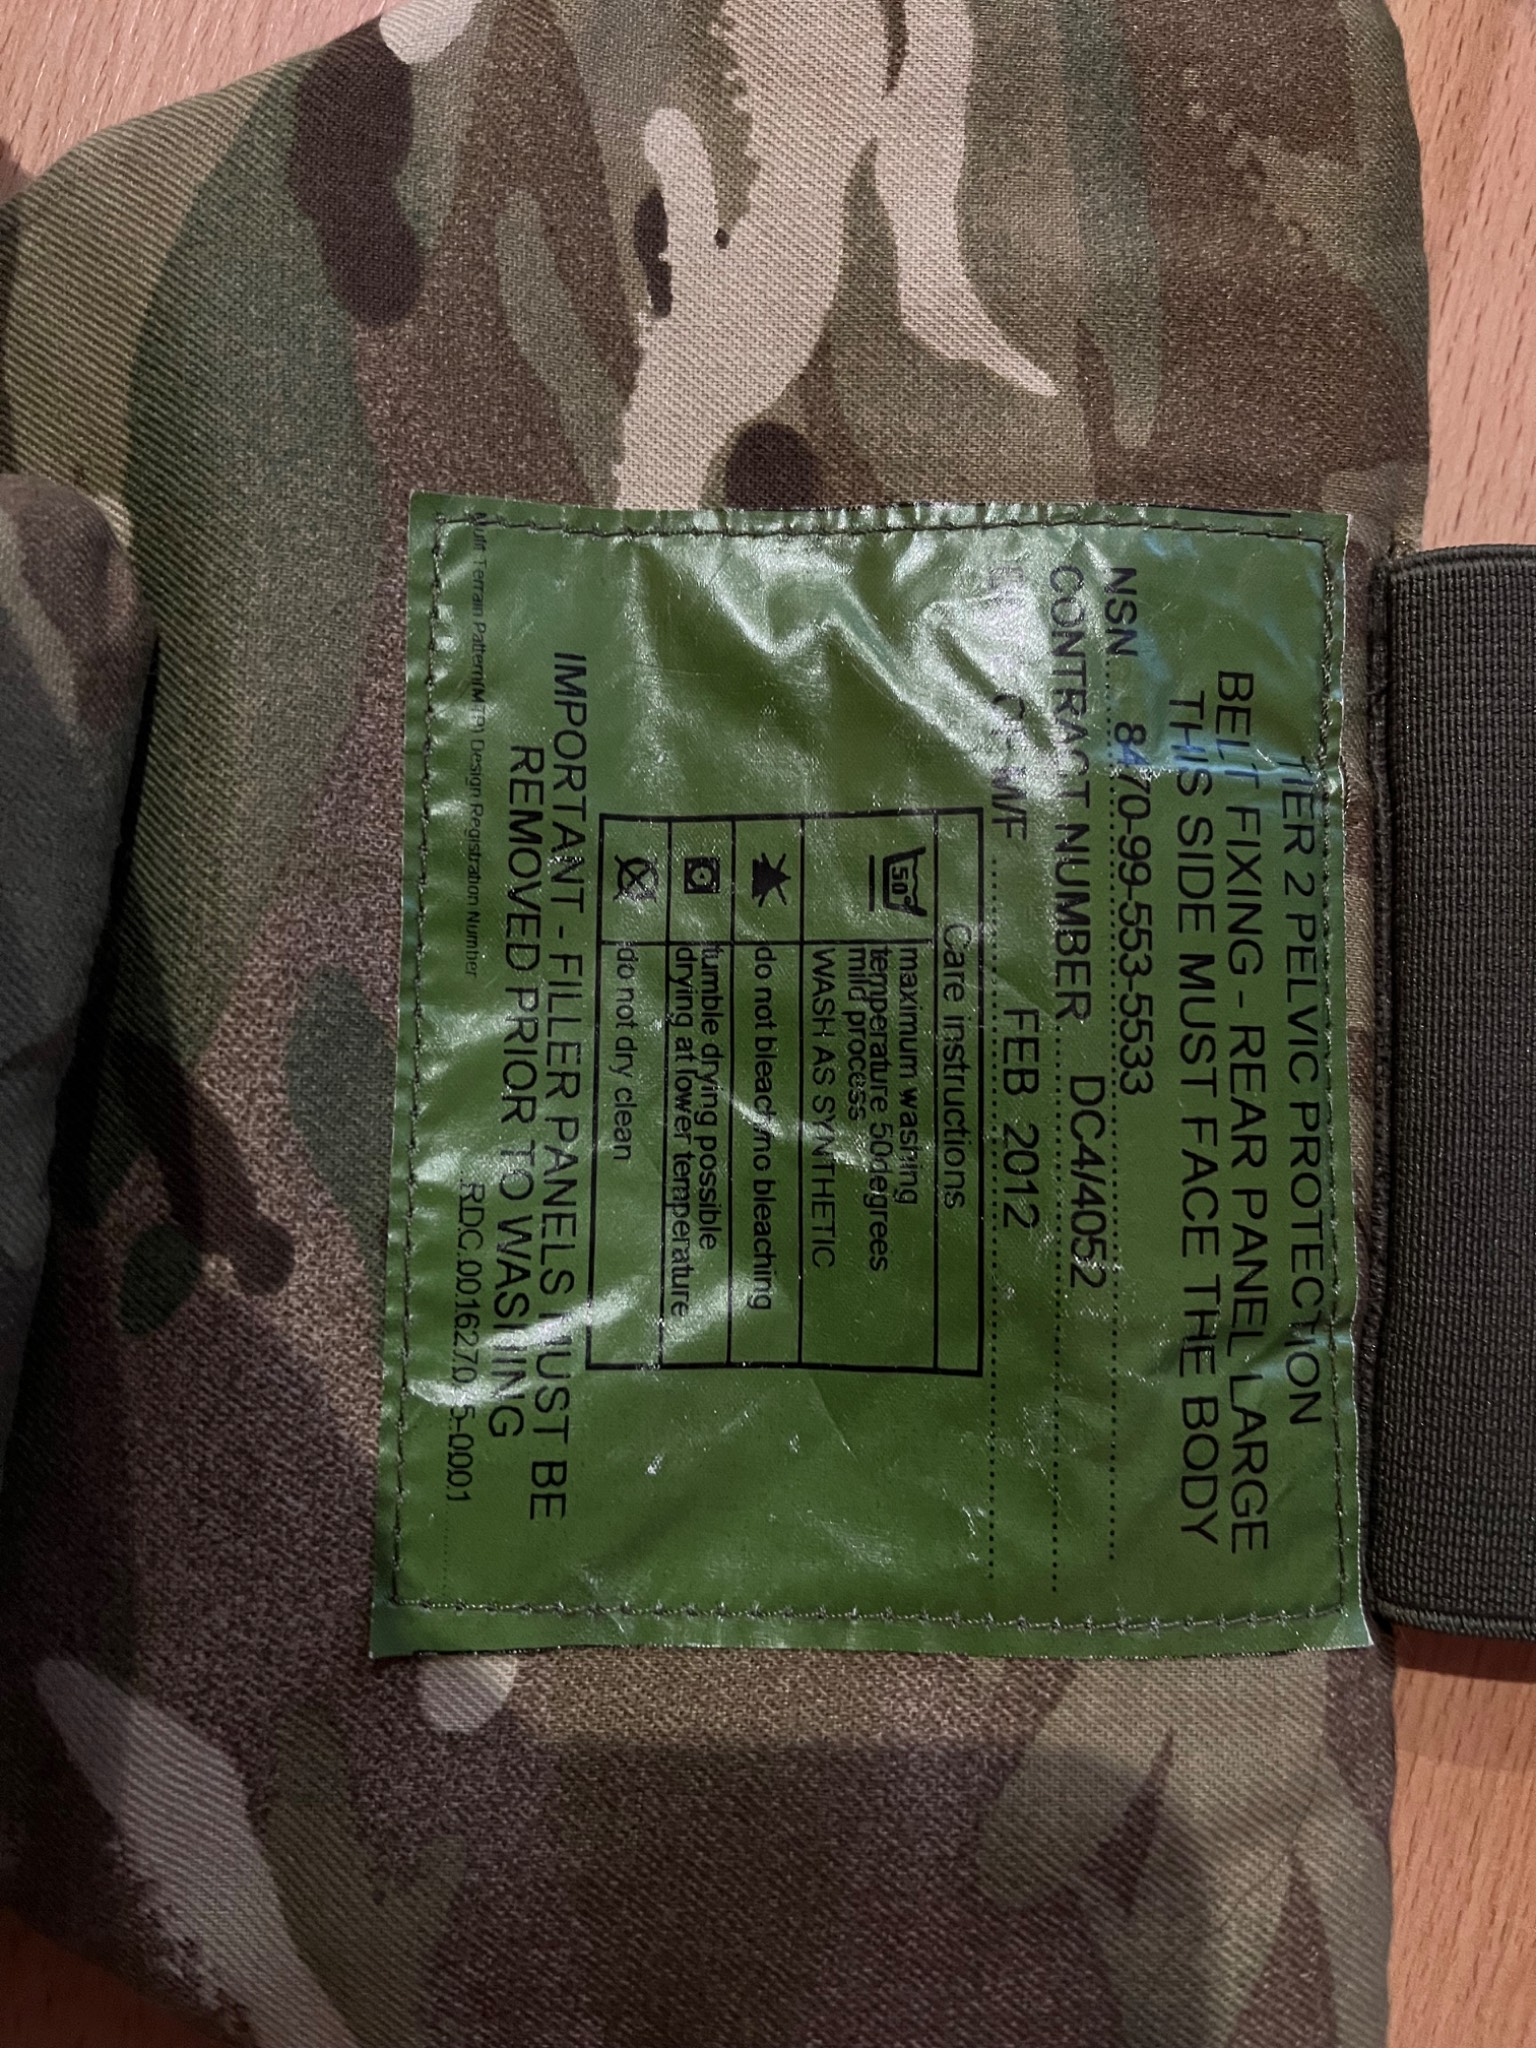 TIER 2 PELVIC PROTECTION
BELT FIXING - REAR PANEL LARGE
THIS SIDE MUST FACE THE BODY
NSN 8470-99-553-5533
CONTRACT NUMBER DC4/4052
OF M/F FEB 2012
Care instructions
50° maximum washing
temperature 50degrees
mild process
WASH AS SYNTHETIC
do not bleach/no bleaching
tumble drying possible
drying at lower temperature
do not dry clean
IMPORTANT - FILLER PANELS MUST BE
REMOVED PRIOR TO WASHING
Multi Terrain Pattern(MTP) Design Registration Number RDC.0016270.5-0001